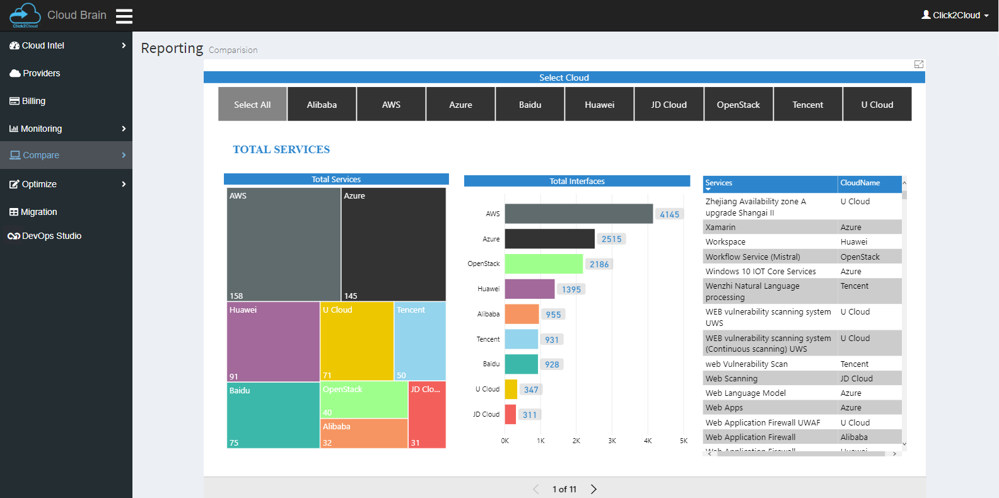 Click2Cloud
Cloud Brain
Click2Cloud
Cloud Intel
Providers
Billing
Monitoring
Compare
Optimize
Migration
DevOps Studio
Reporting Comparision
Select Cloud
Select All Alibaba AWS Azure Baidu Huawei JD Cloud OpenStack Tencent U Cloud
TOTAL SERVICES
Total Services
AWS
158
Azure
145
Huawei
91
U Cloud
71
Tencent
50
Baidu
75
OpenStack
40
Alibaba
32
JD Clo...
31
Total Interfaces
AWS 4145
Azure 2515
OpenStack 2186
Huawei 1395
Alibaba 955
Tencent 931
Baidu 928
U Cloud 347
JD Cloud 311
0K 1K 2K 3K 4K 5K
Services CloudName
Zhejiang Availability zone A U Cloud
upgrade Shangai II
Xamarin Azure
Workspace Huawei
Workflow Service (Mistral) OpenStack
Windows 10 IOT Core Services Azure
Wenzhi Natural Language Tencent
processing
WEB vulnerability scanning system U Cloud
UWS
WEB vulnerability scanning system U Cloud
(Continuous scanning) UWS
web Vulnerability Scan Tencent
Web Scanning JD Cloud
Web Language Model Azure
Web Apps Azure
Web Application Firewall UWAF U Cloud
Web Application Firewall Alibaba
Web Application Firewall Huawei
1 of 11